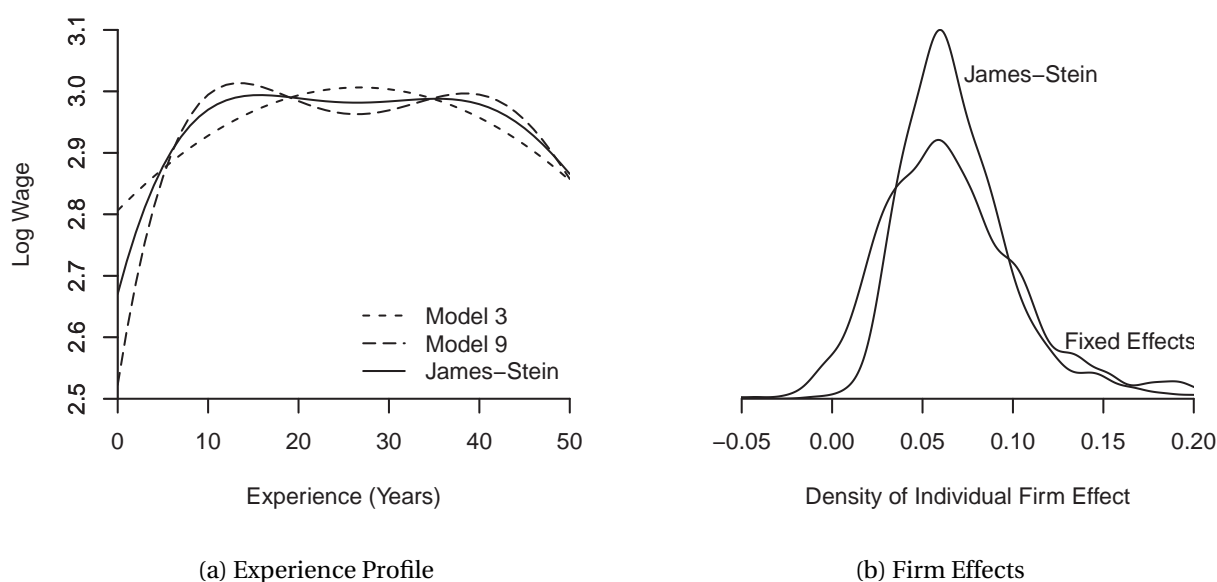 3.1
3.0
2.9
2.8
2.7
2.6
2.5
Log Wage
Model 3
Model 9
James−Stein
0 10 20 30 40 50
Experience (Years)
(a) Experience Profile
James−Stein
Fixed Effects
−0.05 0.00 0.05 0.10 0.15 0.20
Density of Individual Firm Effect
(b) Firm Effects